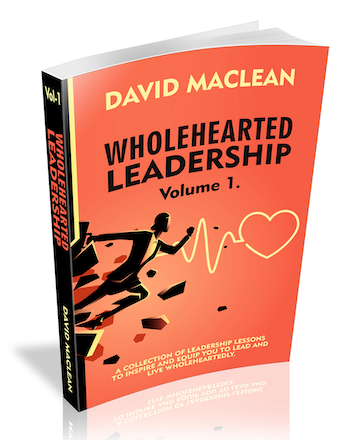 Vol-1
WHOLEHEARTED
LEADERSHIP
DAVID MACLEAN
DAVID MACLEAN
WHOLEHEARTED
LEADERSHIP
Volume 1.
A COLLECTION OF LEADERSHIP LESSONS
TO INSPIRE AND EQUIP YOU TO LEAD AND
LIVE WHOLEHEARTEDLY.